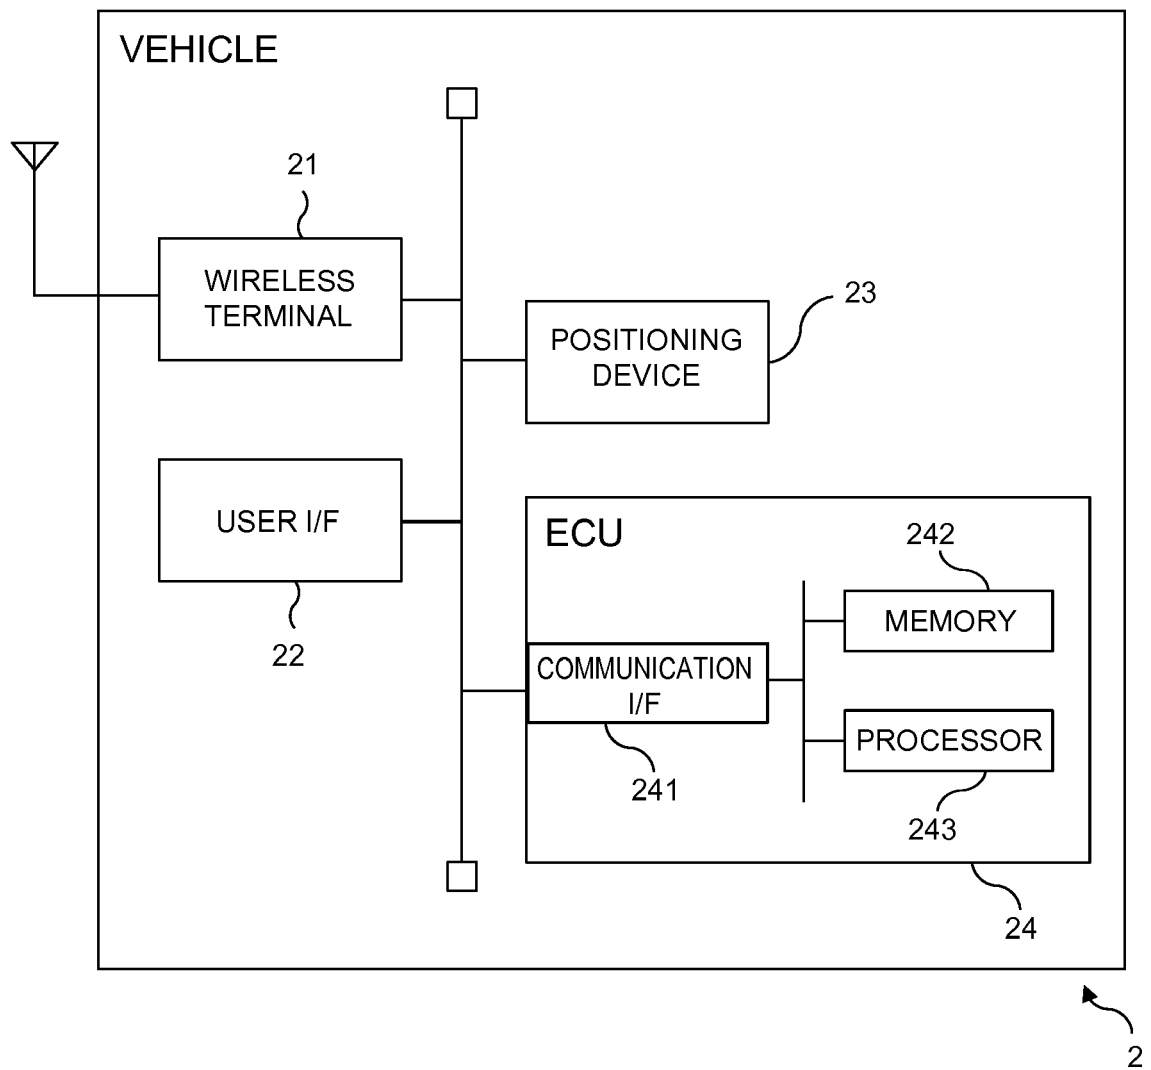 VEHICLE
21
WIRELESS
TERMINAL
23
POSITIONING
DEVICE
USER I/F
22
ECU
242
MEMORY
COMMUNICATION
I/F
241
PROCESSOR
243
24
2